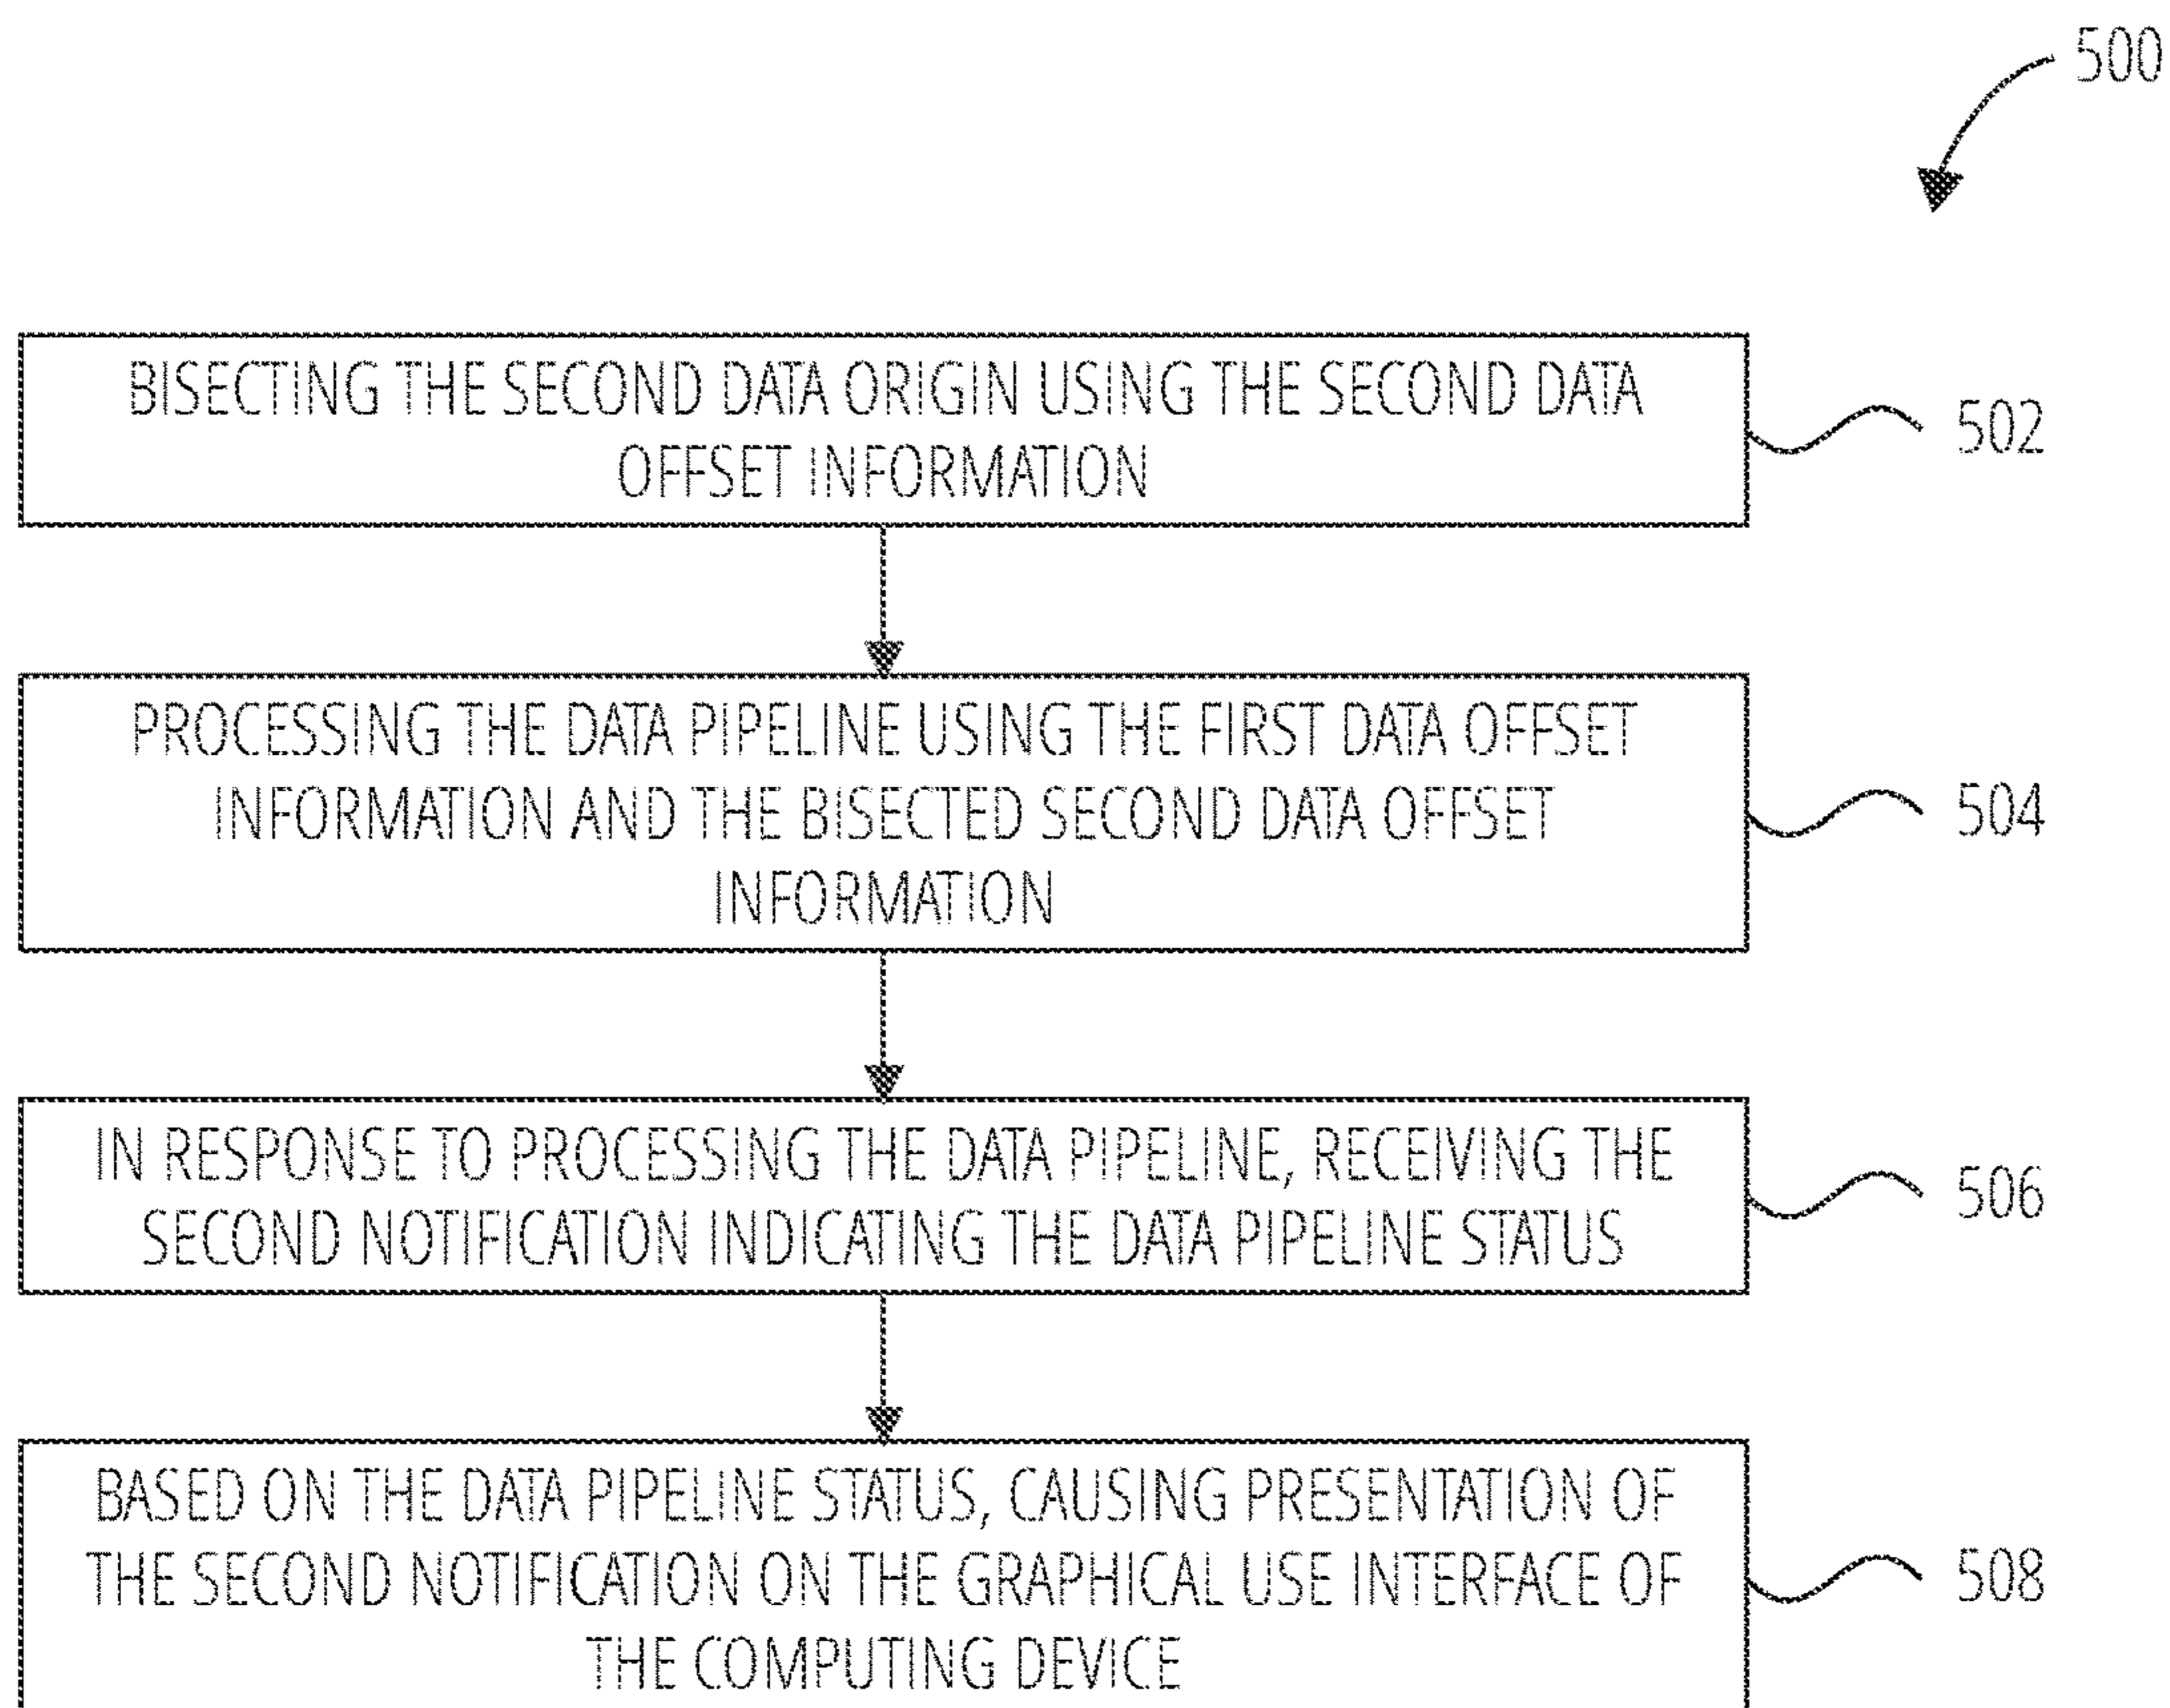 500
BISECTING THE SECOND DATA ORIGIN USING THE SECOND DATA
OFFSET INFORMATION
502
PROCESSING THE DATA PIPELINE USING THE FIRST DATA OFFSET
INFORMATION AND THE BISECTED SECOND DATA OFFSET
INFORMATION
504
IN RESPONSE TO PROCESSING THE DATA PIPELINE, RECEIVING THE
SECOND NOTIFICATION INDICATING THE DATA PIPELINE STATUS
506
BASED ON THE DATA PIPELINE STATUS, CAUSING PRESENTATION OF
THE SECOND NOTIFICATION ON THE GRAPHICAL USE INTERFACE OF
THE COMPUTING DEVICE
508